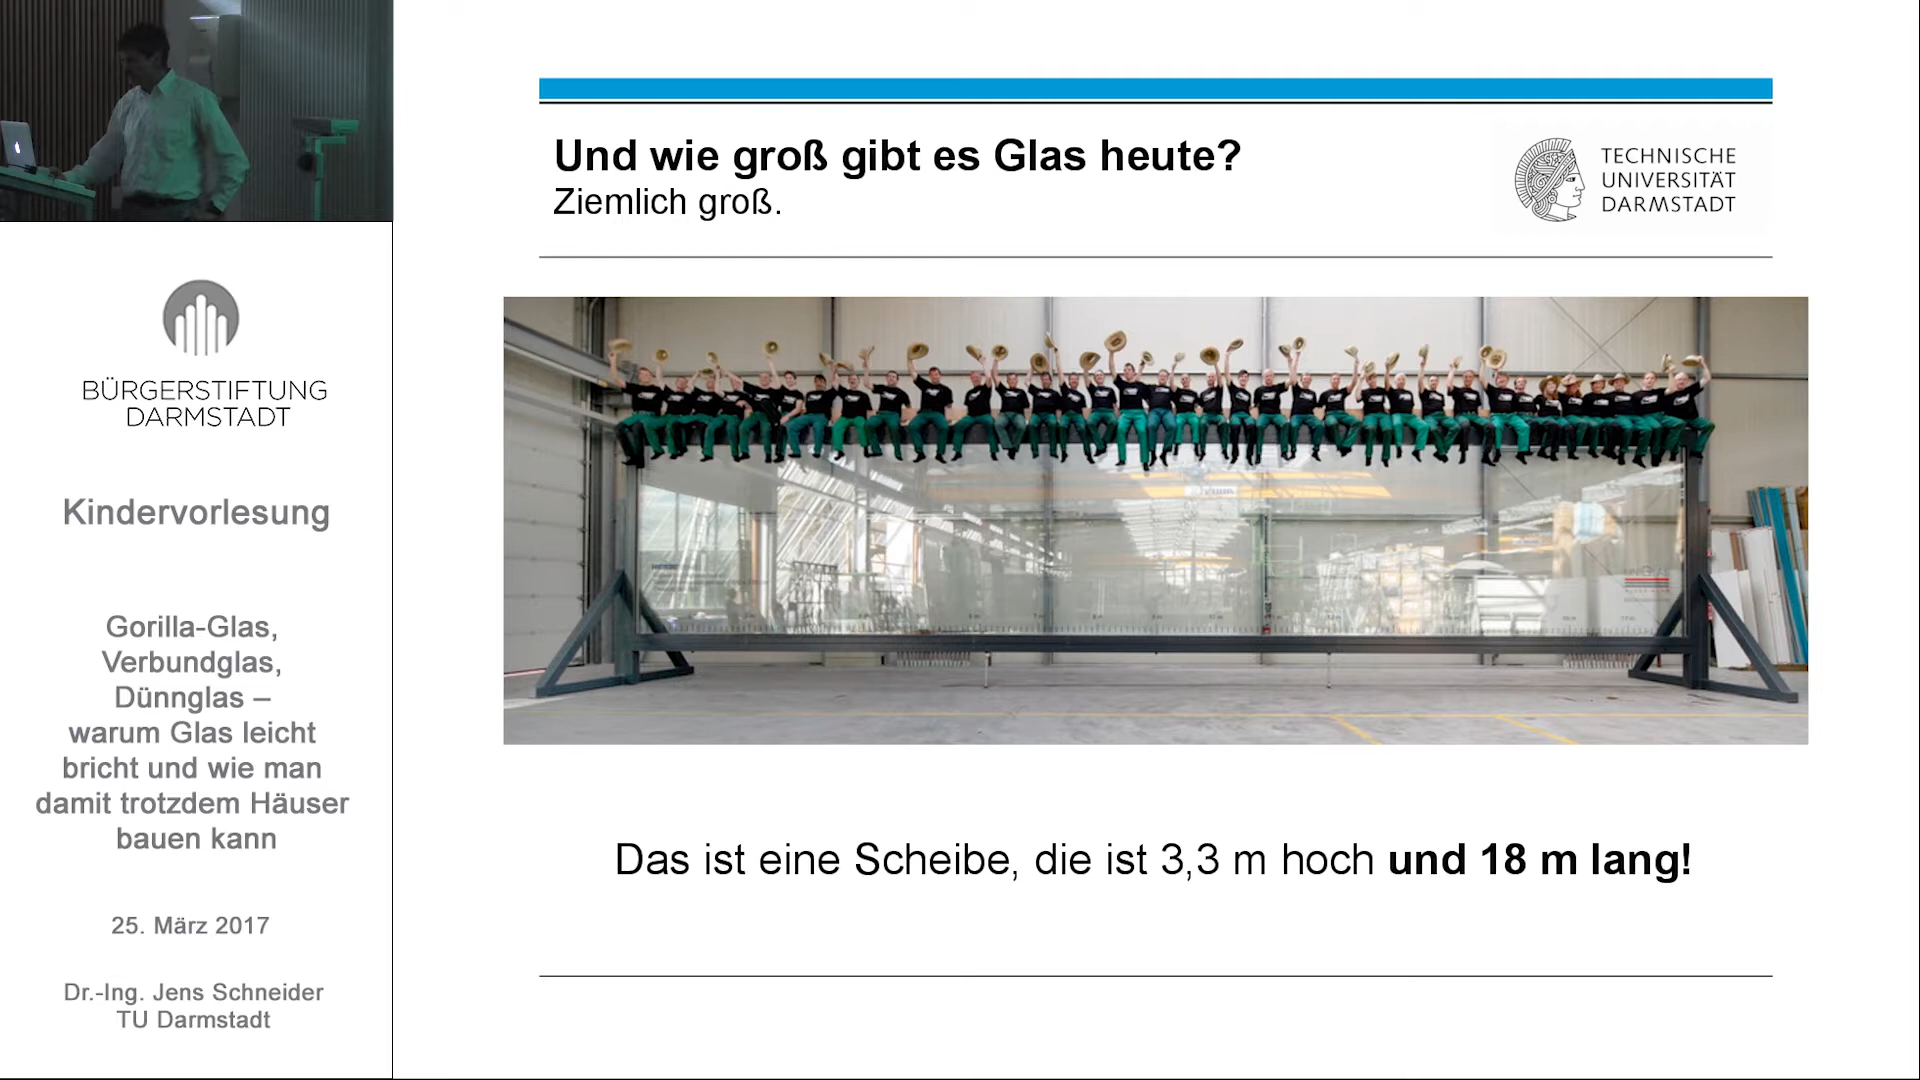 BÜRGERSTIFTUNG
DARMSTADT
Kindervorlesung
Gorilla-Glas,
Verbundglas,
Dünnglas –
warum Glas leicht
bricht und wie man
damit trotzdem Häuser
bauen kann
25. März 2017
Dr.-Ing. Jens Schneider
TU Darmstadt
Und wie groß gibt es Glas heute?
Ziemlich groß.
TECHNISCHE
UNIVERSITÄT
DARMSTADT
Das ist eine Scheibe, die ist 3,3 m hoch und 18 m lang!